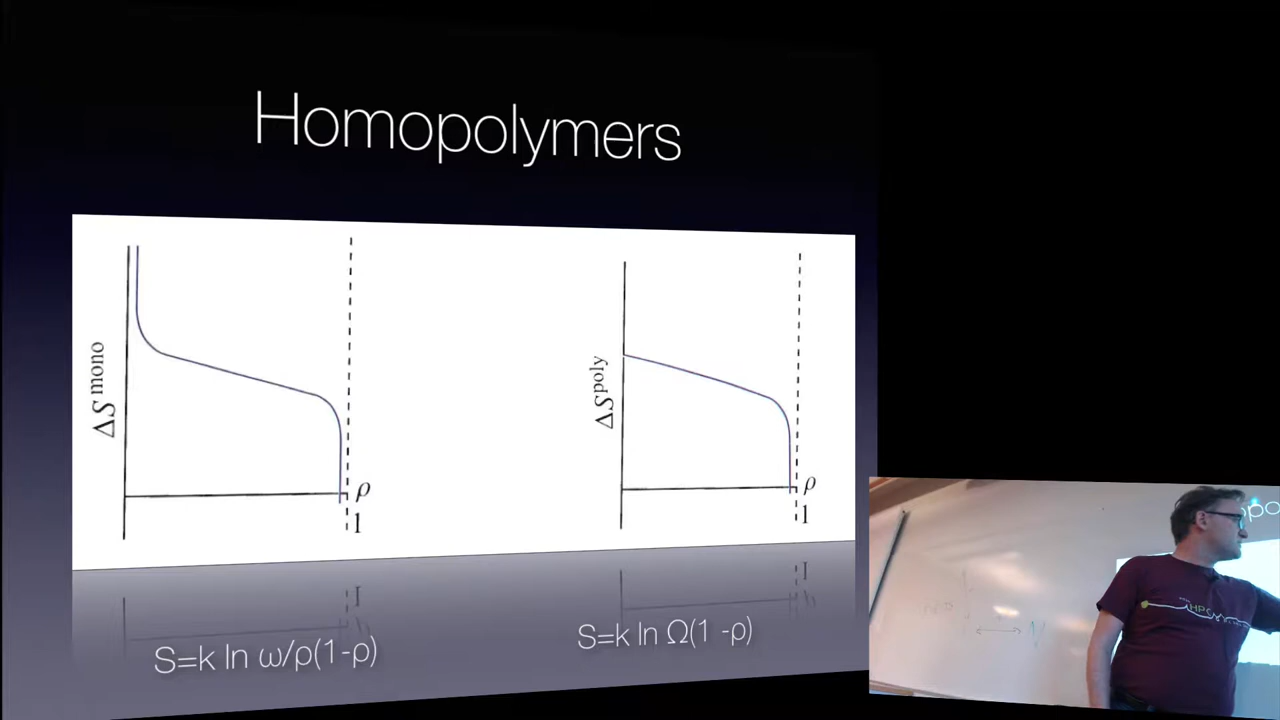 Homopolymers
ΔS mono
ρ
1
ΔS poly
ρ
1
S=k ln ω/ρ(1-ρ)
S=k ln Ω(1 -ρ)